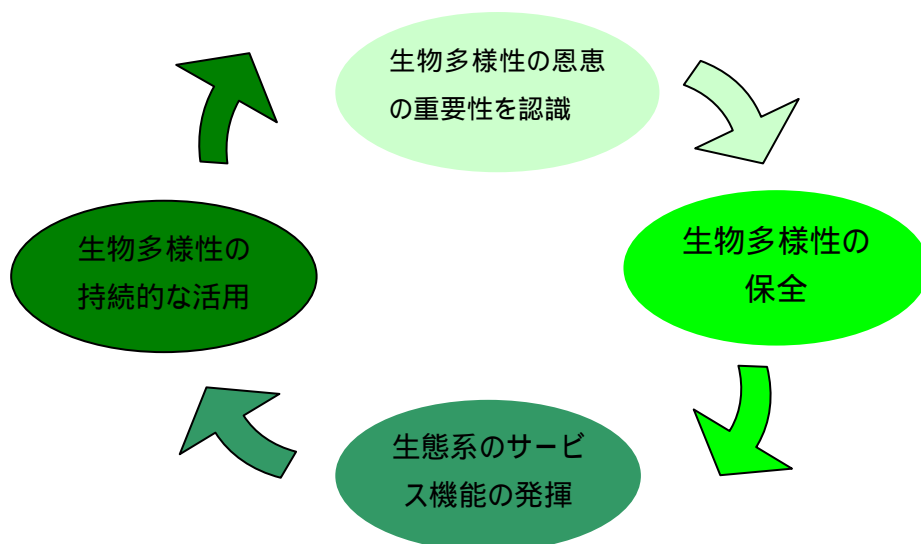 生物多様性の恩恵
の重要性を認識
生物多様性の
保全
生態系のサービ
ス機能の発揮
生物多様性の
持続的な活用